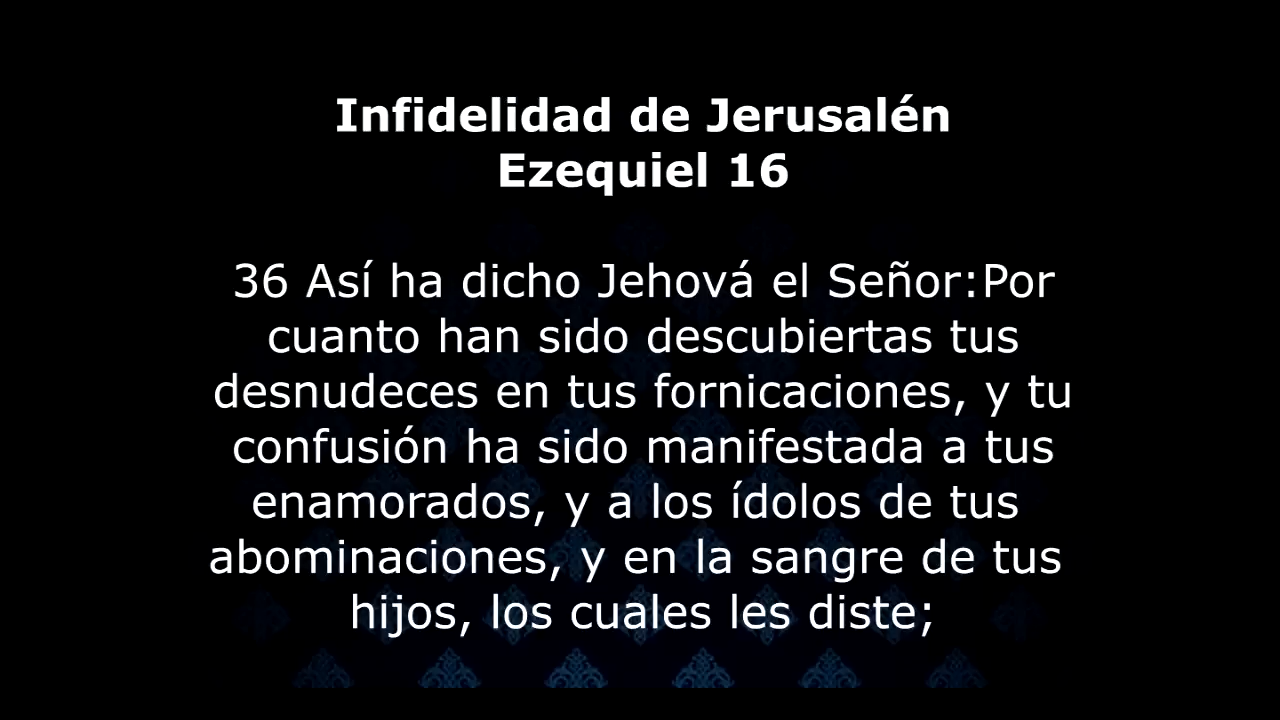 Infidelidad de Jerusalén
Ezequiel 16
36 Así ha dicho Jehová el Señor:Por
cuanto han sido descubiertas tus
desnudeces en tus fornicaciones, y tu
confusión ha sido manifestada a tus
enamorados, y a los ídolos de tus
abominaciones, y en la sangre de tus
hijos, los cuales les diste;